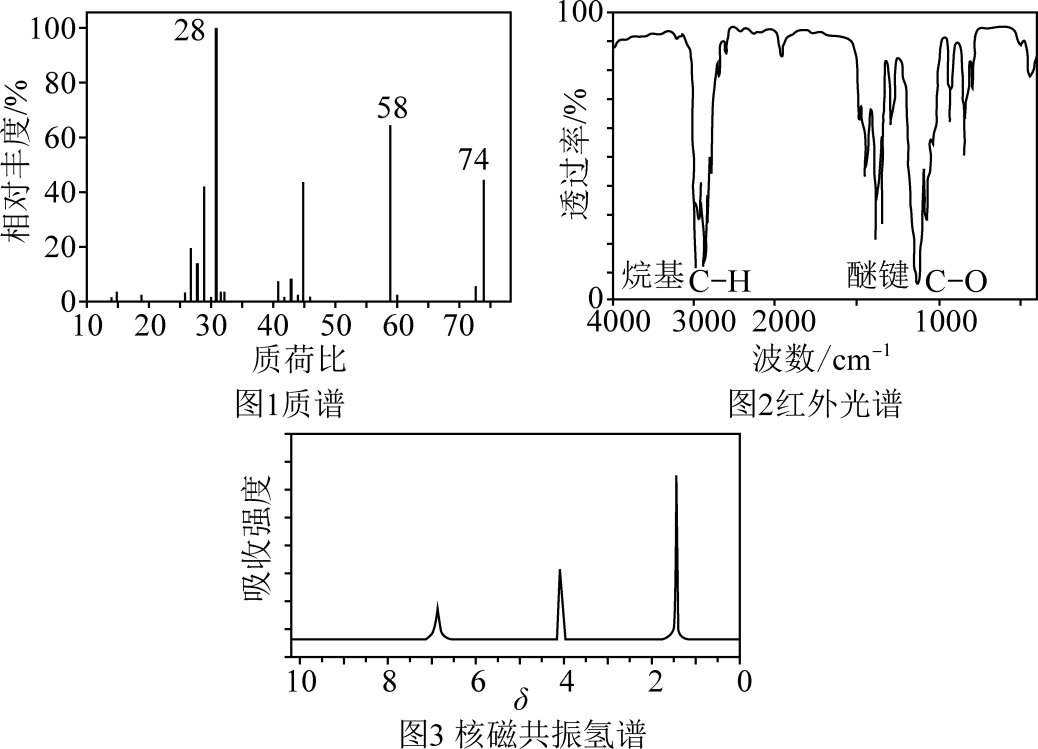 相对丰度/%
100
80
60
40
20
0
28
58
74
10 20 30 40 50 60 70
质荷比
图1质谱
透过率/%
100
0
烷基 C-H
醚键 C-O
4000 3000 2000 1000
波数/cm⁻¹
图2红外光谱
吸收强度
10 8 6 4 2 0
δ
图3 核磁共振氢谱